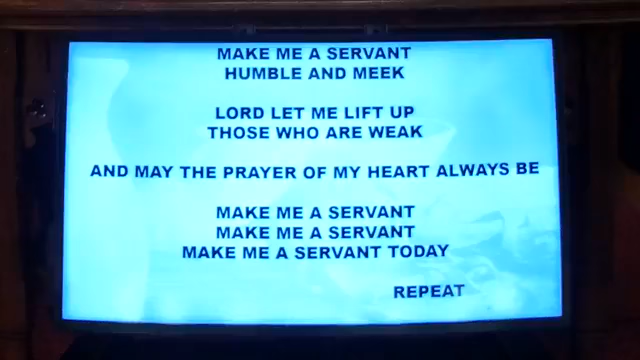 MAKE ME A SERVANT
HUMBLE AND MEEK
LORD LET ME LIFT UP
THOSE WHO ARE WEAK
AND MAY THE PRAYER OF MY HEART ALWAYS BE
MAKE ME A SERVANT
MAKE ME A SERVANT
MAKE ME A SERVANT TODAY
REPEAT